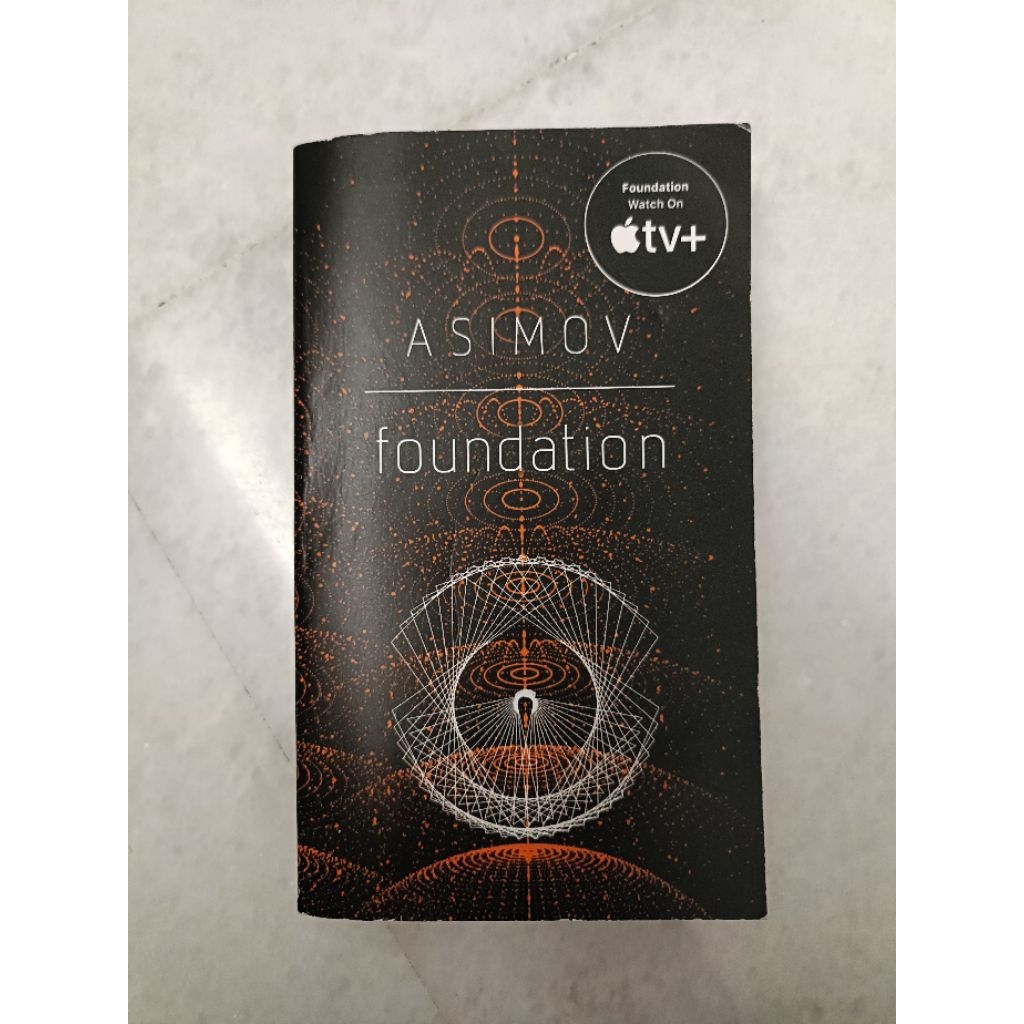 Foundation
Watch On
tv+
ASIMOV
foundation